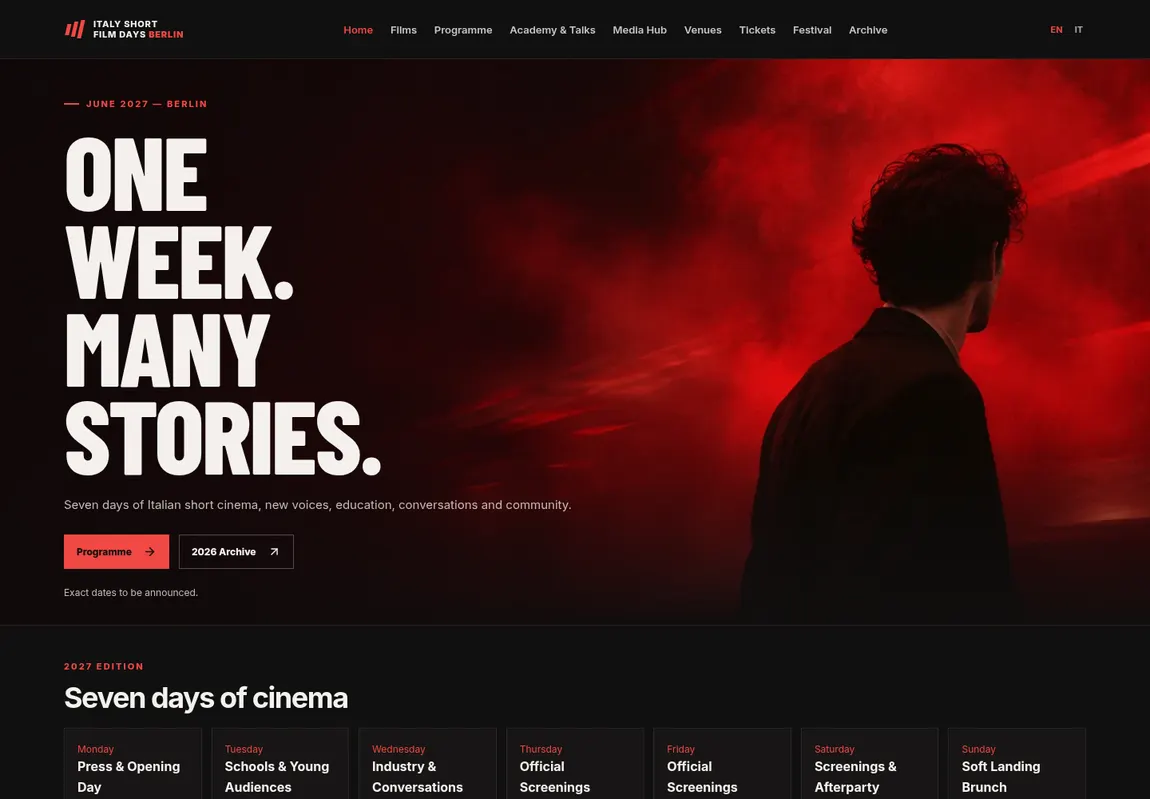 ITALY SHORT
FILM DAYS BERLIN
Home Films Programme Academy & Talks Media Hub Venues Tickets Festival Archive
EN IT
JUNE 2027 — BERLIN
ONE
WEEK.
MANY
STORIES.
Seven days of Italian short cinema, new voices, education, conversations and community.
Programme → 2026 Archive ↗
Exact dates to be announced.
2027 EDITION
Seven days of cinema
Monday
Press & Opening
Day
Tuesday
Schools & Young
Audiences
Wednesday
Industry &
Conversations
Thursday
Official
Screenings
Friday
Official
Screenings
Saturday
Screenings &
Afterparty
Sunday
Soft Landing
Brunch